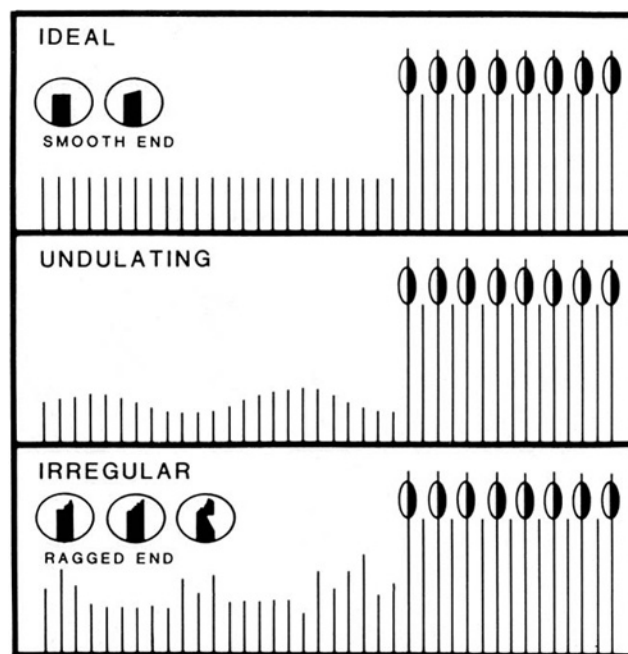 IDEAL
SMOOTH END
UNDULATING
IRREGULAR
RAGGED END